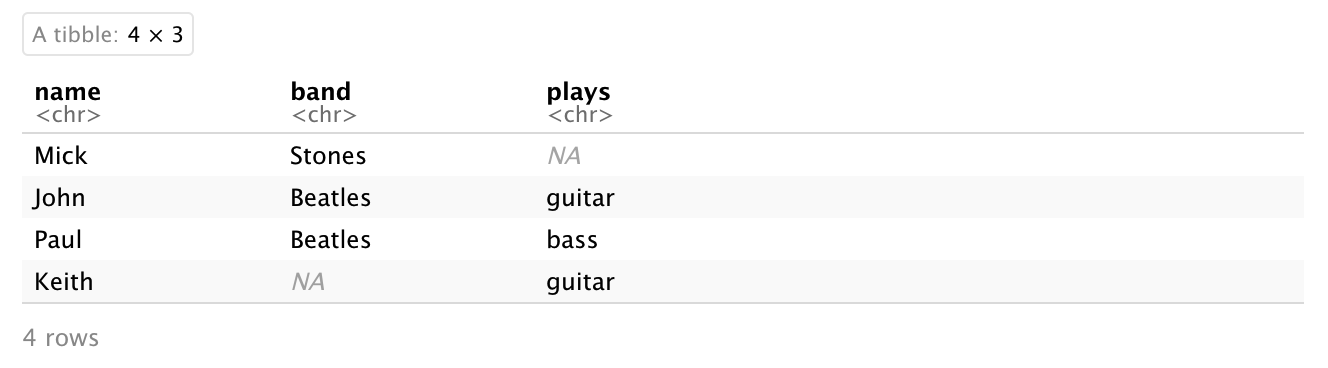 A tibble: 4 × 3
name band plays
<chr> <chr> <chr>
Mick Stones NA
John Beatles guitar
Paul Beatles bass
Keith NA guitar
4 rows